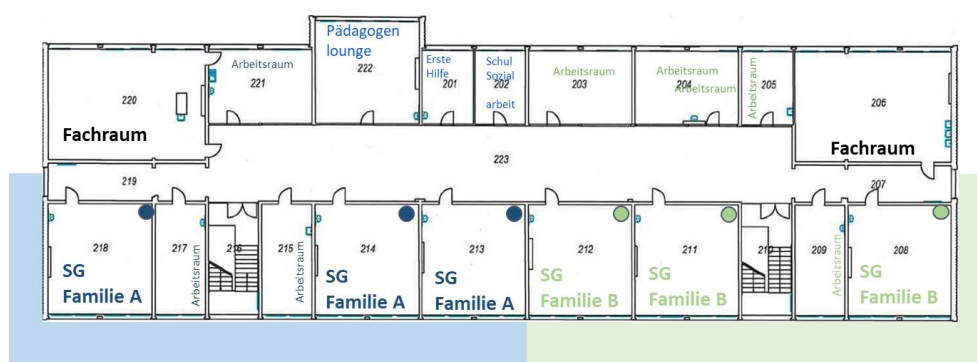 Pädagogen
lounge
222
220
Fachraum
Arbeitsraum
221
Erste
Hilfe
201
Schul
Sozial
202
arbeit
Arbeitsraum
203
Arbeitsraum
204
Arbeitsraum
Arbeitsraum
205
206
Fachraum
223
219
207
218
SG
Familie A
217
Arbeitsraum
216
215
Arbeitsraum
214
SG
Familie A
213
SG
Familie A
212
SG
Familie B
211
SG
Familie B
210
209
Arbeizsraum
208
SG
Familie B